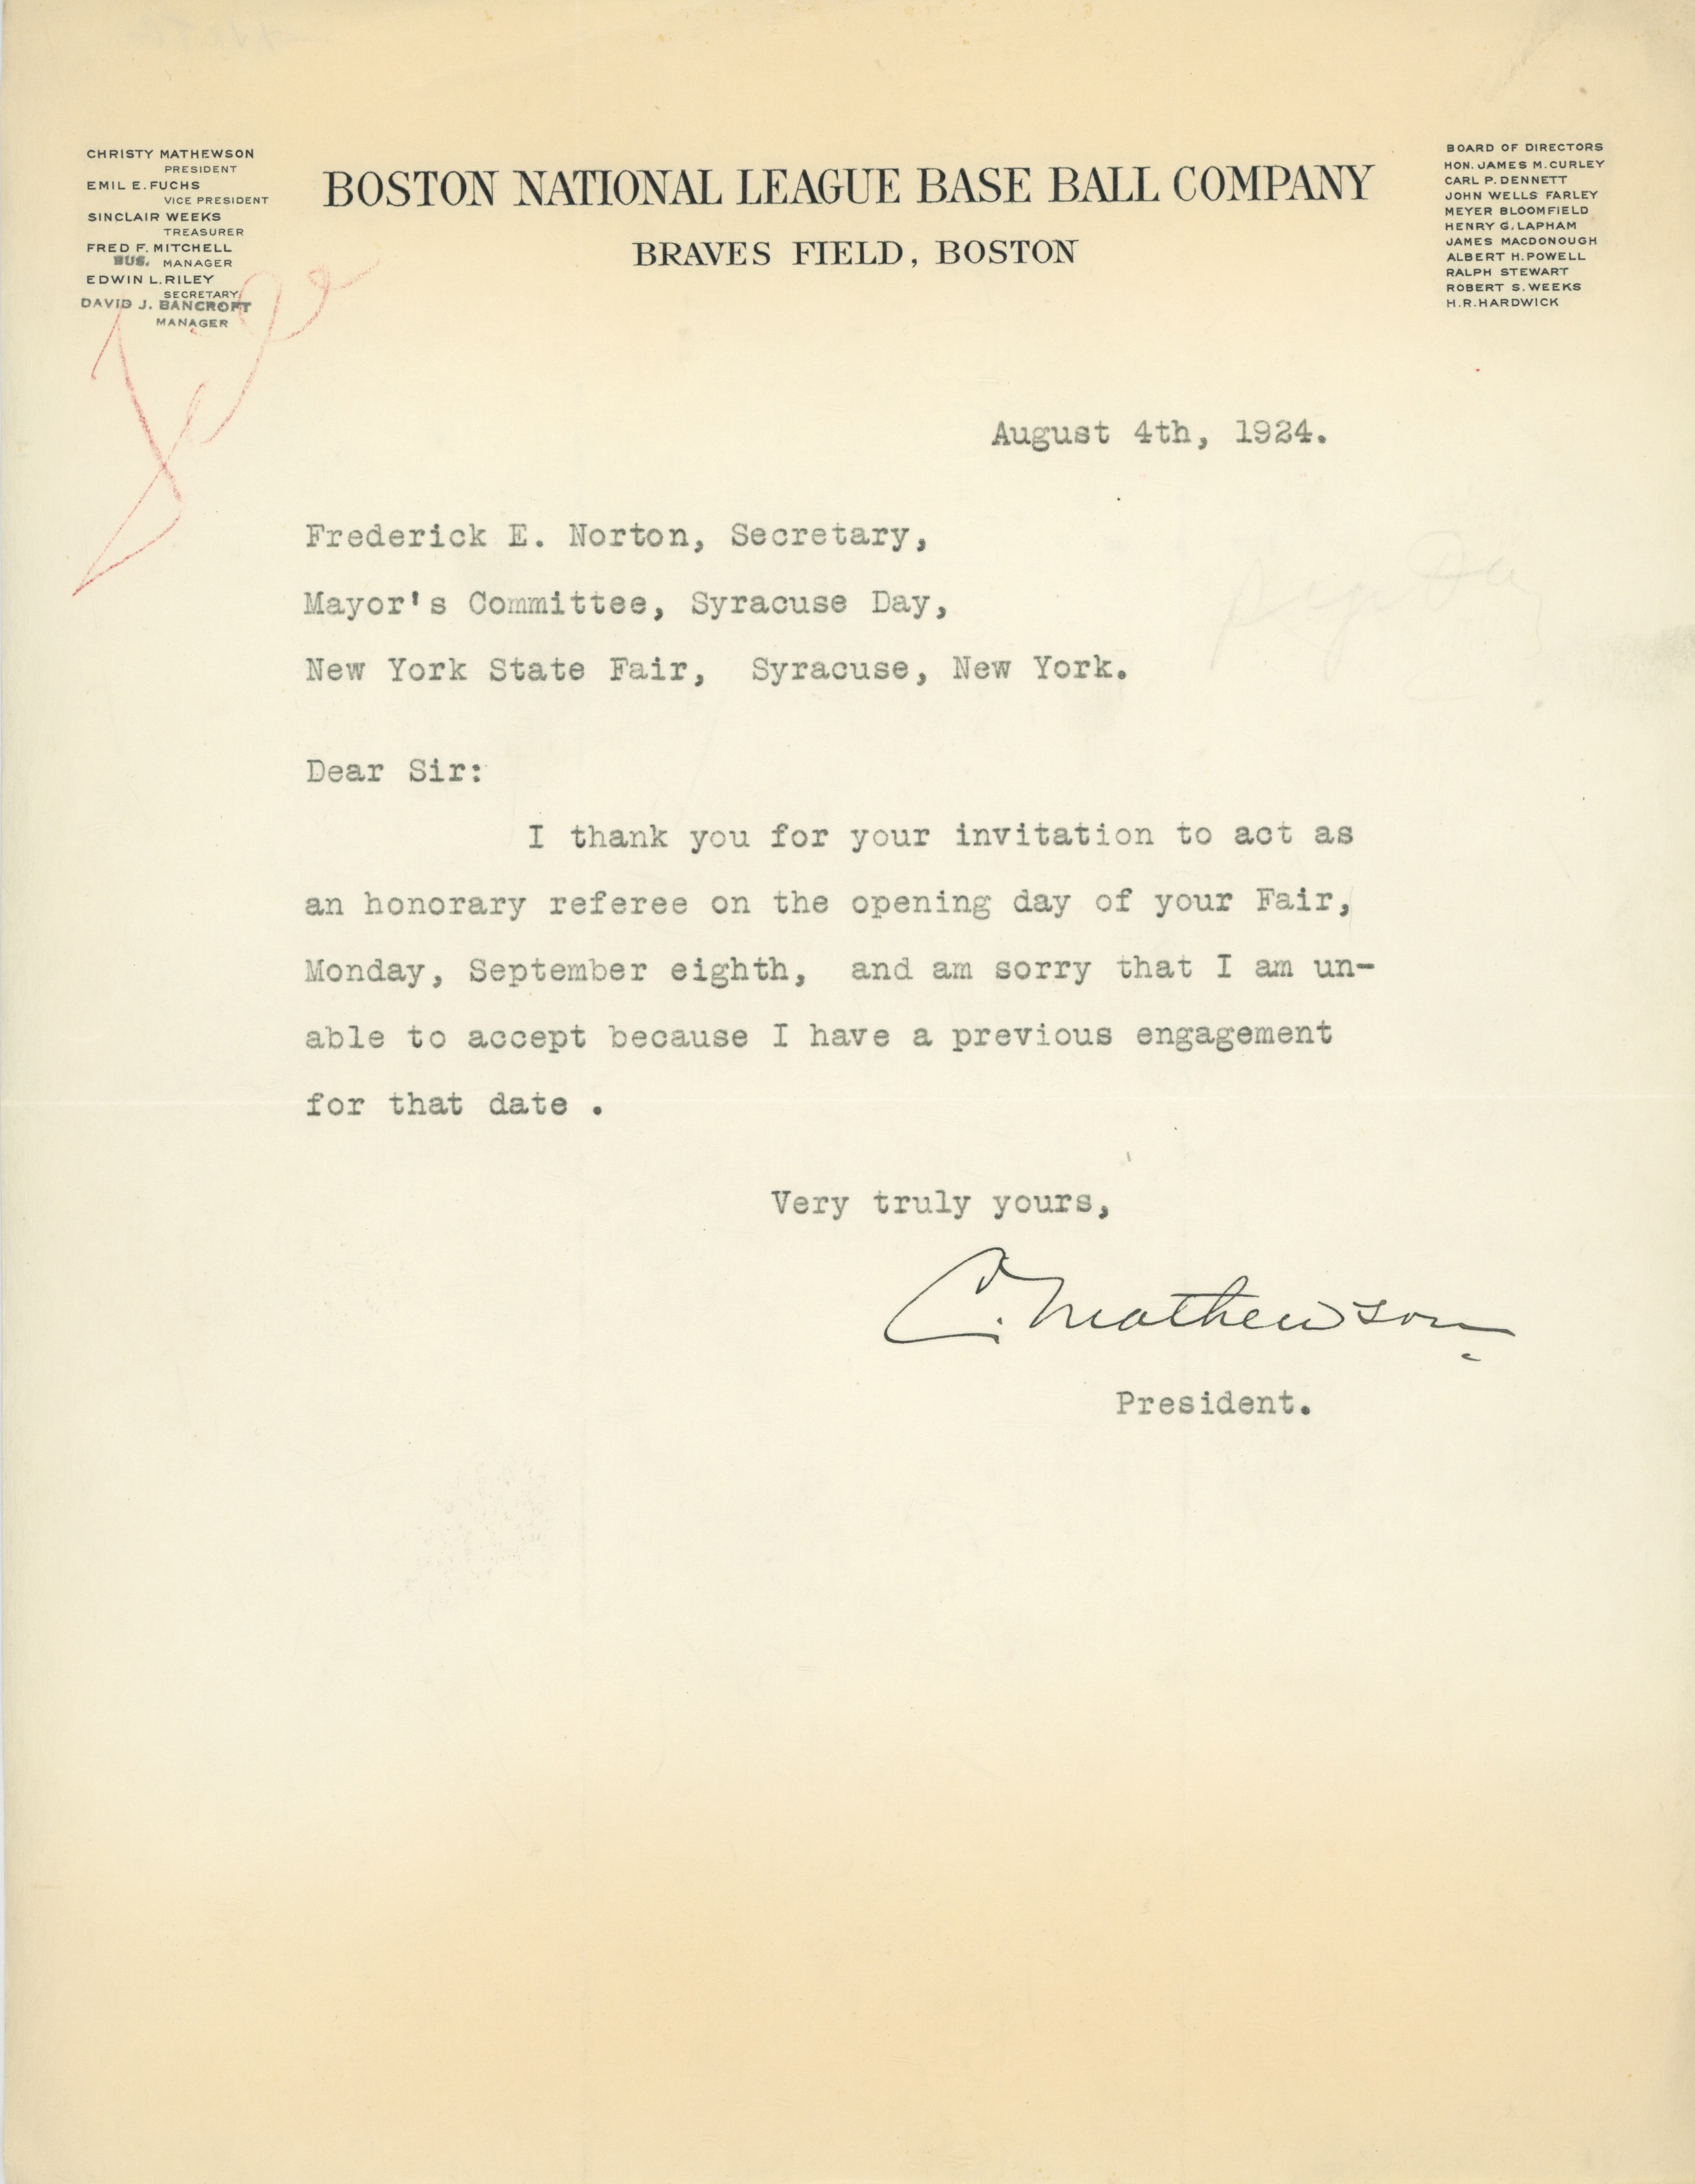 CHRISTY MATHEWSON
PRESIDENT
EMIL E. FUCHS
VICE PRESIDENT
SINCLAIR WEEKS
TREASURER
FRED F. MITCHELL
BUS. MANAGER
EDWIN L. RILEY
SECRETARY
DAVID J. BANCROFT
MANAGER
BOSTON NATIONAL LEAGUE BASE BALL COMPANY
BRAVES FIELD, BOSTON
BOARD OF DIRECTORS
HON. JAMES M. CURLEY
CARL P. DENNETT
JOHN WELLS FARLEY
MEYER BLOOMFIELD
HENRY G. LAPHAM
JAMES MACDONOUGH
ALBERT H. POWELL
RALPH STEWART
ROBERT S. WEEKS
H. R. HARDWICK
August 4th, 1924.
Frederick E. Norton, Secretary,
Mayor's Committee, Syracuse Day,
New York State Fair, Syracuse, New York.
Dear Sir:
I thank you for your invitation to act as
an honorary referee on the opening day of your Fair,
Monday, September eighth, and am sorry that I am un-
able to accept because I have a previous engagement
for that date .
Very truly yours,
C. Mathewson
President.